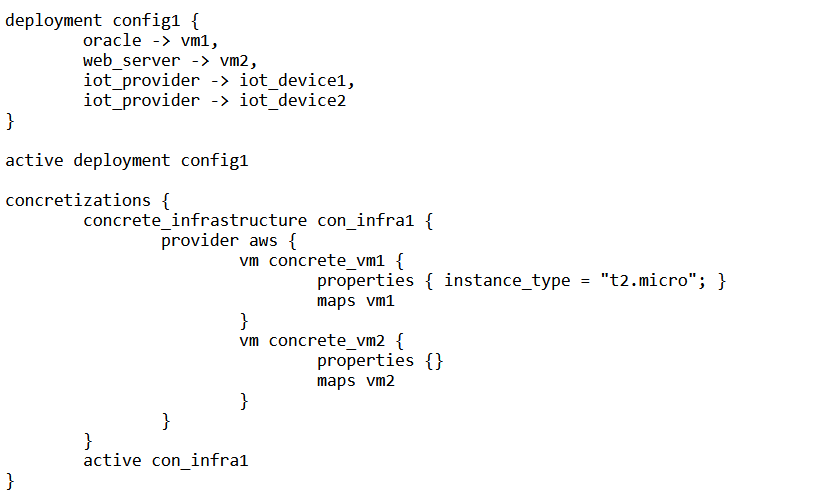 deployment config1 {
        oracle -> vm1,
        web_server -> vm2,
        iot_provider -> iot_device1,
        iot_provider -> iot_device2
}

active deployment config1

concretizations {
        concrete_infrastructure con_infra1 {
                provider aws {
                        vm concrete_vm1 {
                                properties { instance_type = "t2.micro"; }
                                maps vm1
                        }
                        vm concrete_vm2 {
                                properties {}
                                maps vm2
                        }
                }
        }
        active con_infra1
}